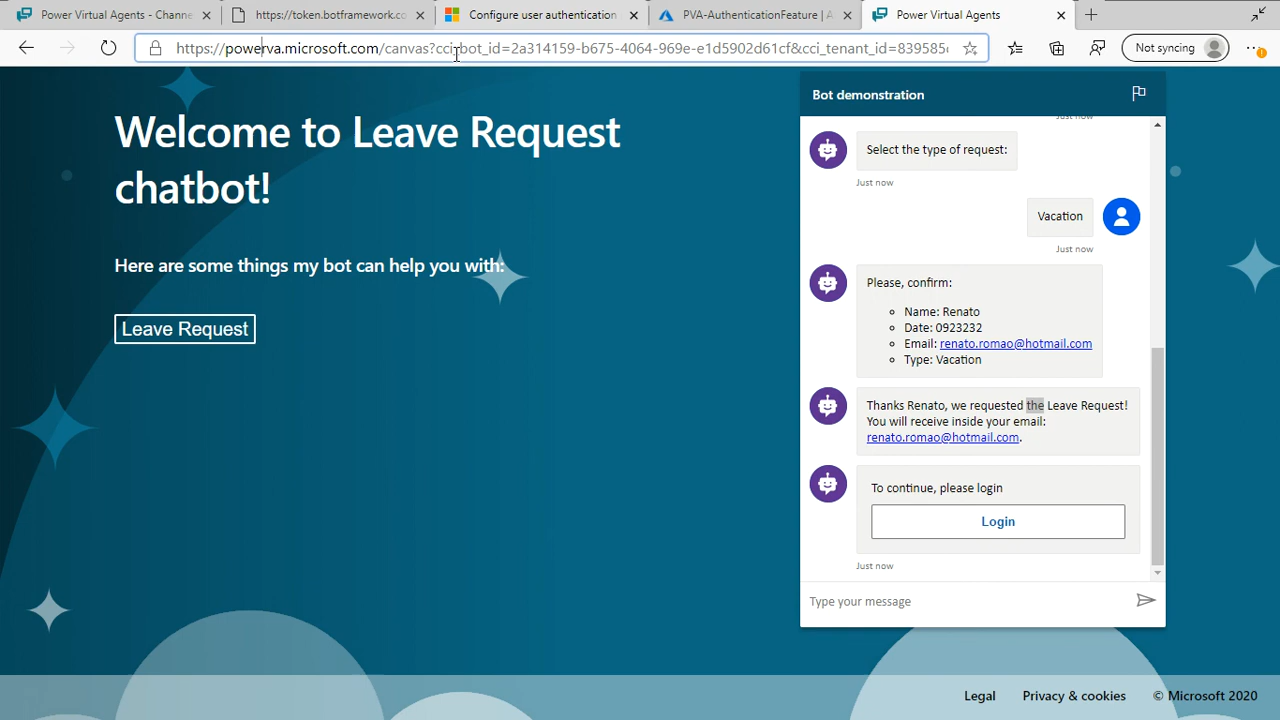 Power Virtual Agents - Channe
https://token.botframework.co
Configure user authentication
PVA-AuthenticationFeature | A
Power Virtual Agents
https://powerva.microsoft.com/canvas?cci_bot_id=2a314159-b675-4064-969e-e1d5902d61cf&cci_tenant_id=839585c
Not syncing
Welcome to Leave Request
chatbot!
Here are some things my bot can help you with:
Leave Request
Bot demonstration
Just now
Select the type of request:
Just now
Vacation
Just now
Please, confirm:
Name: Renato
Date: 0923232
Email: renato.romao@hotmail.com
Type: Vacation
Thanks Renato, we requested the Leave Request!
You will receive inside your email:
renato.romao@hotmail.com.
To continue, please login
Login
Just now
Type your message
Legal
Privacy & cookies
© Microsoft 2020